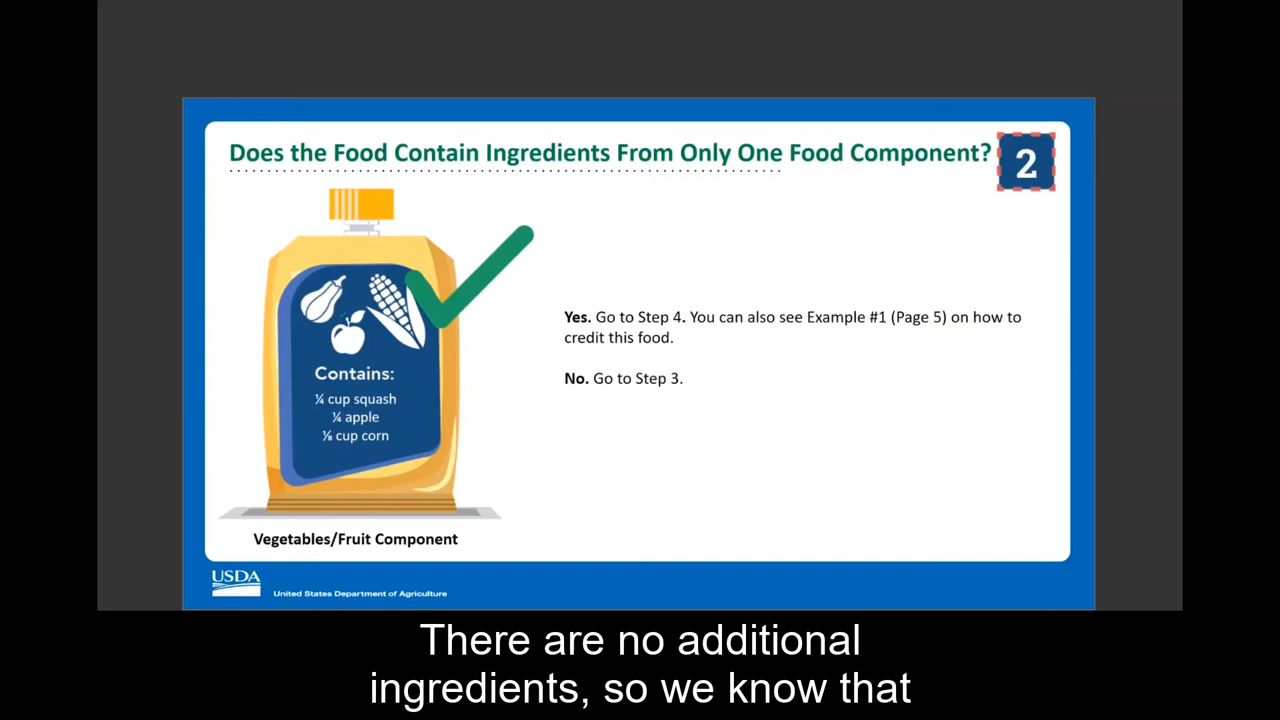 Does the Food Contain Ingredients From Only One Food Component?
2
Contains:
¼ cup squash
¼ apple
⅛ cup corn
Yes. Go to Step 4. You can also see Example #1 (Page 5) on how to
credit this food.
No. Go to Step 3.
Vegetables/Fruit Component
USDA
United States Department of Agriculture
There are no additional
ingredients, so we know that